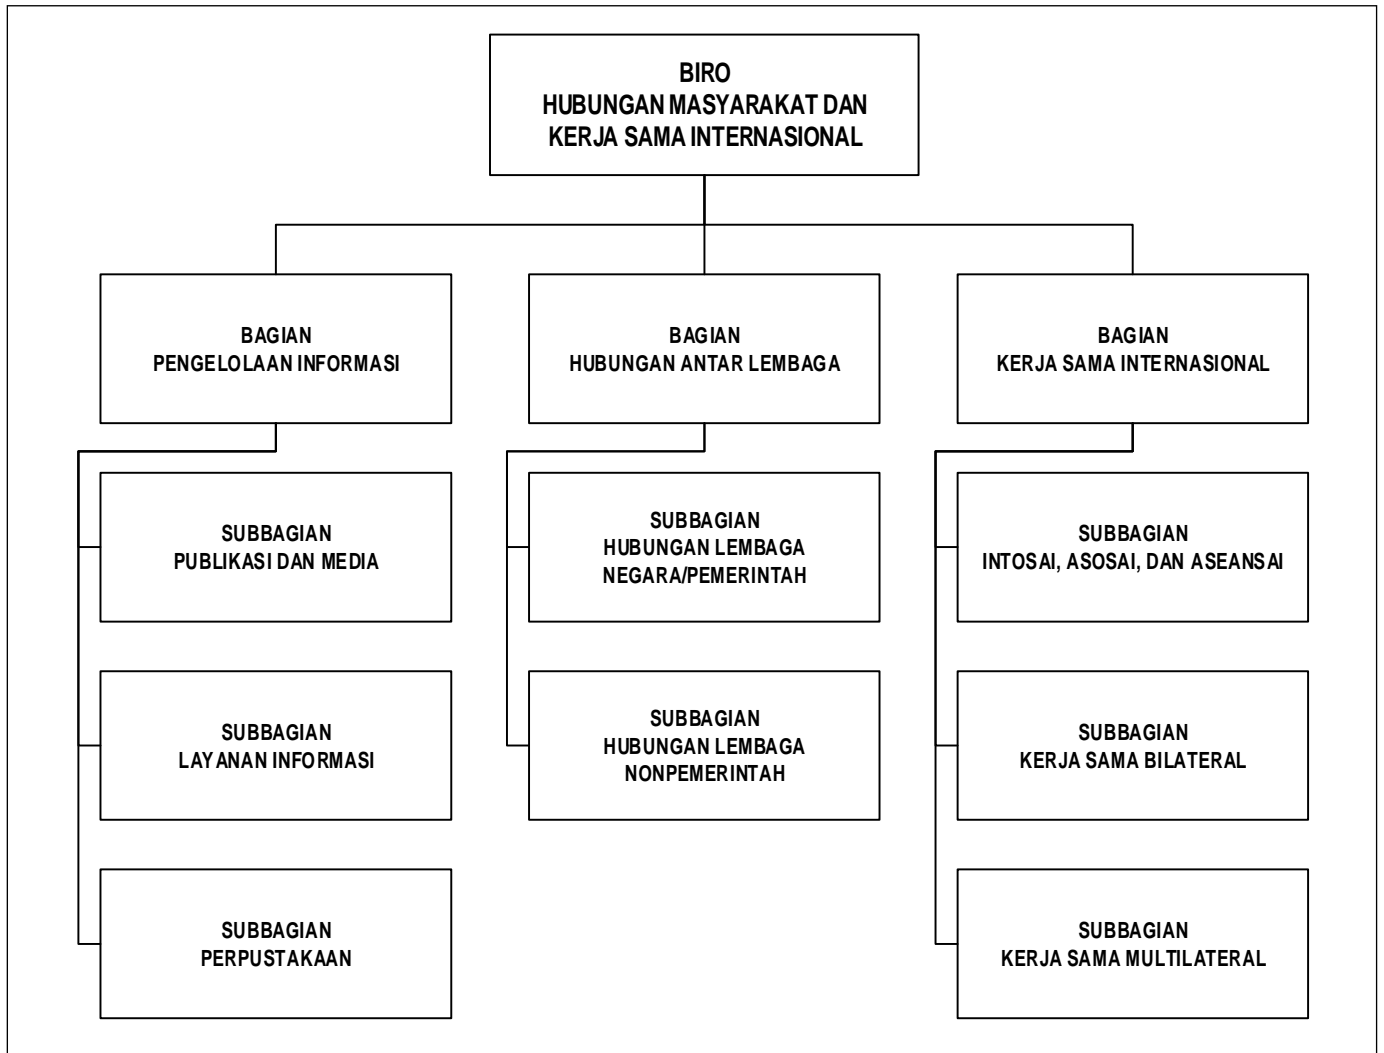 BIRO
HUBUNGAN MASYARAKAT DAN
KERJA SAMA INTERNASIONAL
BAGIAN
PENGELOLAAN INFORMASI
BAGIAN
HUBUNGAN ANTAR LEMBAGA
BAGIAN
KERJA SAMA INTERNASIONAL
SUBBAGIAN
PUBLIKASI DAN MEDIA
SUBBAGIAN
HUBUNGAN LEMBAGA
NEGARA/PEMERINTAH
SUBBAGIAN
INTOSAI, ASOSAI, DAN ASEANSAI
SUBBAGIAN
LAYANAN INFORMASI
SUBBAGIAN
HUBUNGAN LEMBAGA
NONPEMERINTAH
SUBBAGIAN
KERJA SAMA BILATERAL
SUBBAGIAN
PERPUSTAKAAN
SUBBAGIAN
KERJA SAMA MULTILATERAL